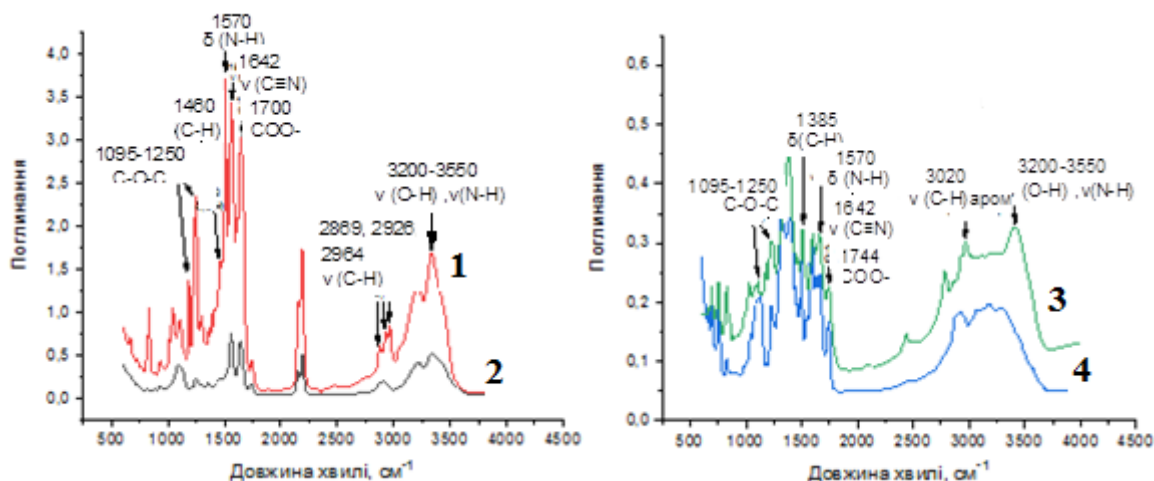 1570
δ (N-H)
1642
ν (C≡N)
1460
(C-H)
1700
COO-
1095-1250
C-O-C
3200-3550
ν (O-H) ,ν(N-H)
2869, 2926
2964
ν (C-H)
1
2
Поглинання
4,0
3,5
3,0
2,5
2,0
1,5
1,0
0,5
0,0
500 1000 1500 2000 2500 3000 3500 4000 4500
Довжина хвилі, см⁻¹
1385
δ(C-H)
1570
δ (N-H)
1095-1250
C-O-C
1642
ν (C≡N)
1744
COO-
3020
ν (C-H)аром'
3200-3550
(O-H) ,ν(N-H)
3
4
Поглинання
0,6
0,5
0,4
0,3
0,2
0,1
0,0
500 1000 1500 2000 2500 3000 3500 4000
Довжина хвилі, см⁻¹